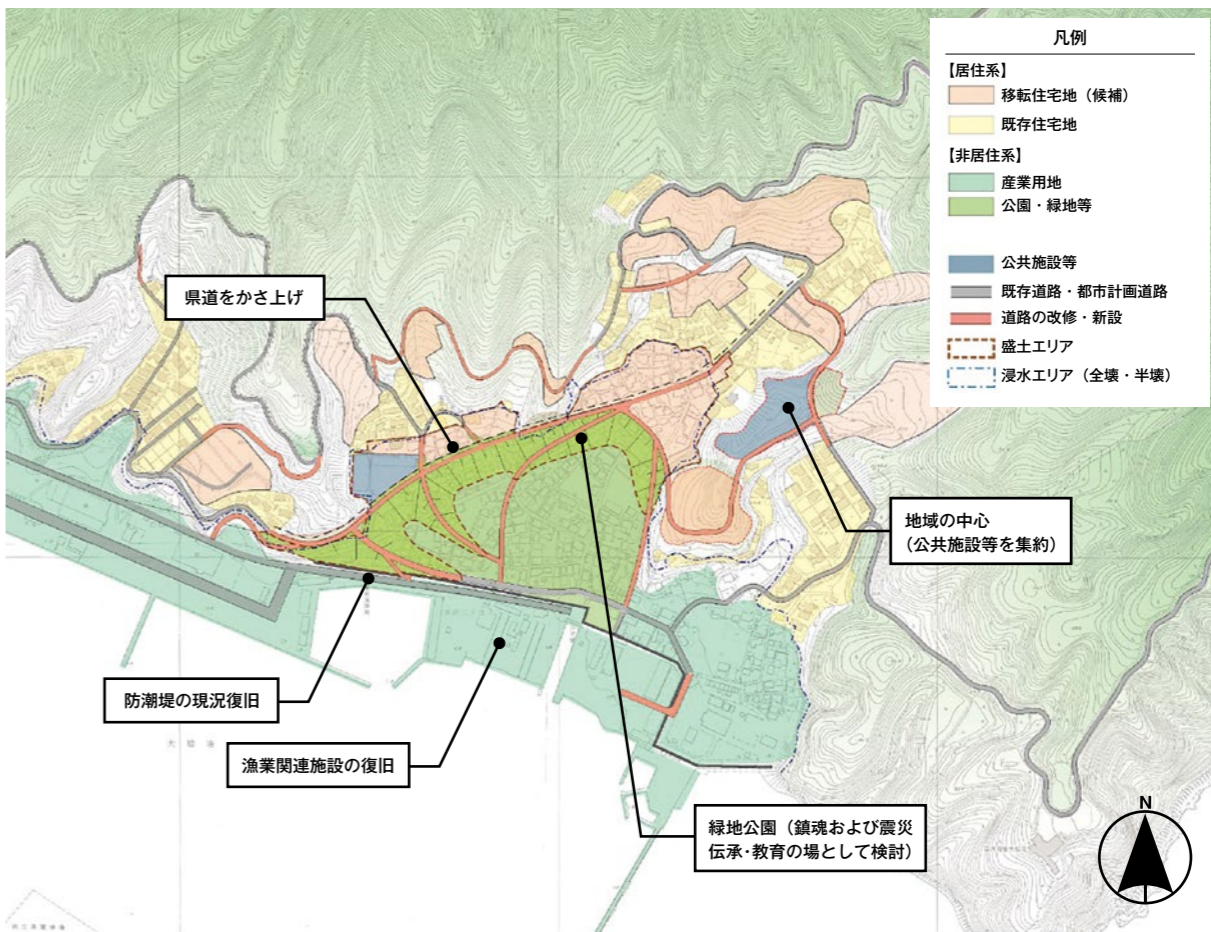 凡例
【居住系】
移転住宅地（候補）
既存住宅地
【非居住系】
産業用地
公園・緑地等
公共施設等
既存道路・都市計画道路
道路の改修・新設
盛土エリア
浸水エリア（全壊・半壊）
県道をかさ上げ
地域の中心
（公共施設等を集約）
防潮堤の現況復旧
漁業関連施設の復旧
緑地公園（鎮魂および震災
伝承・教育の場として検討）
N